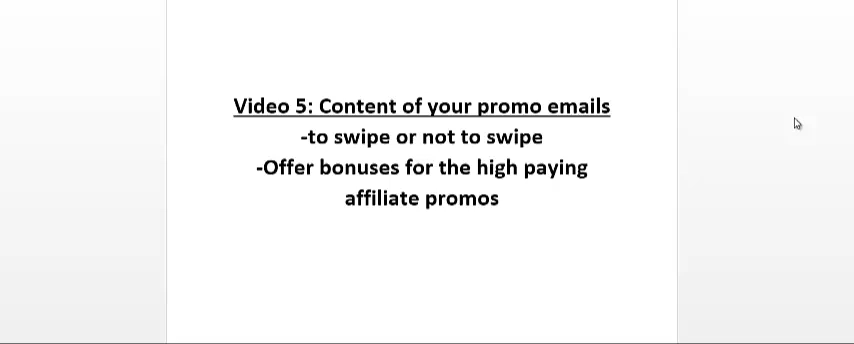 Video 5: Content of your promo emails
-to swipe or not to swipe
-Offer bonuses for the high paying
affiliate promos